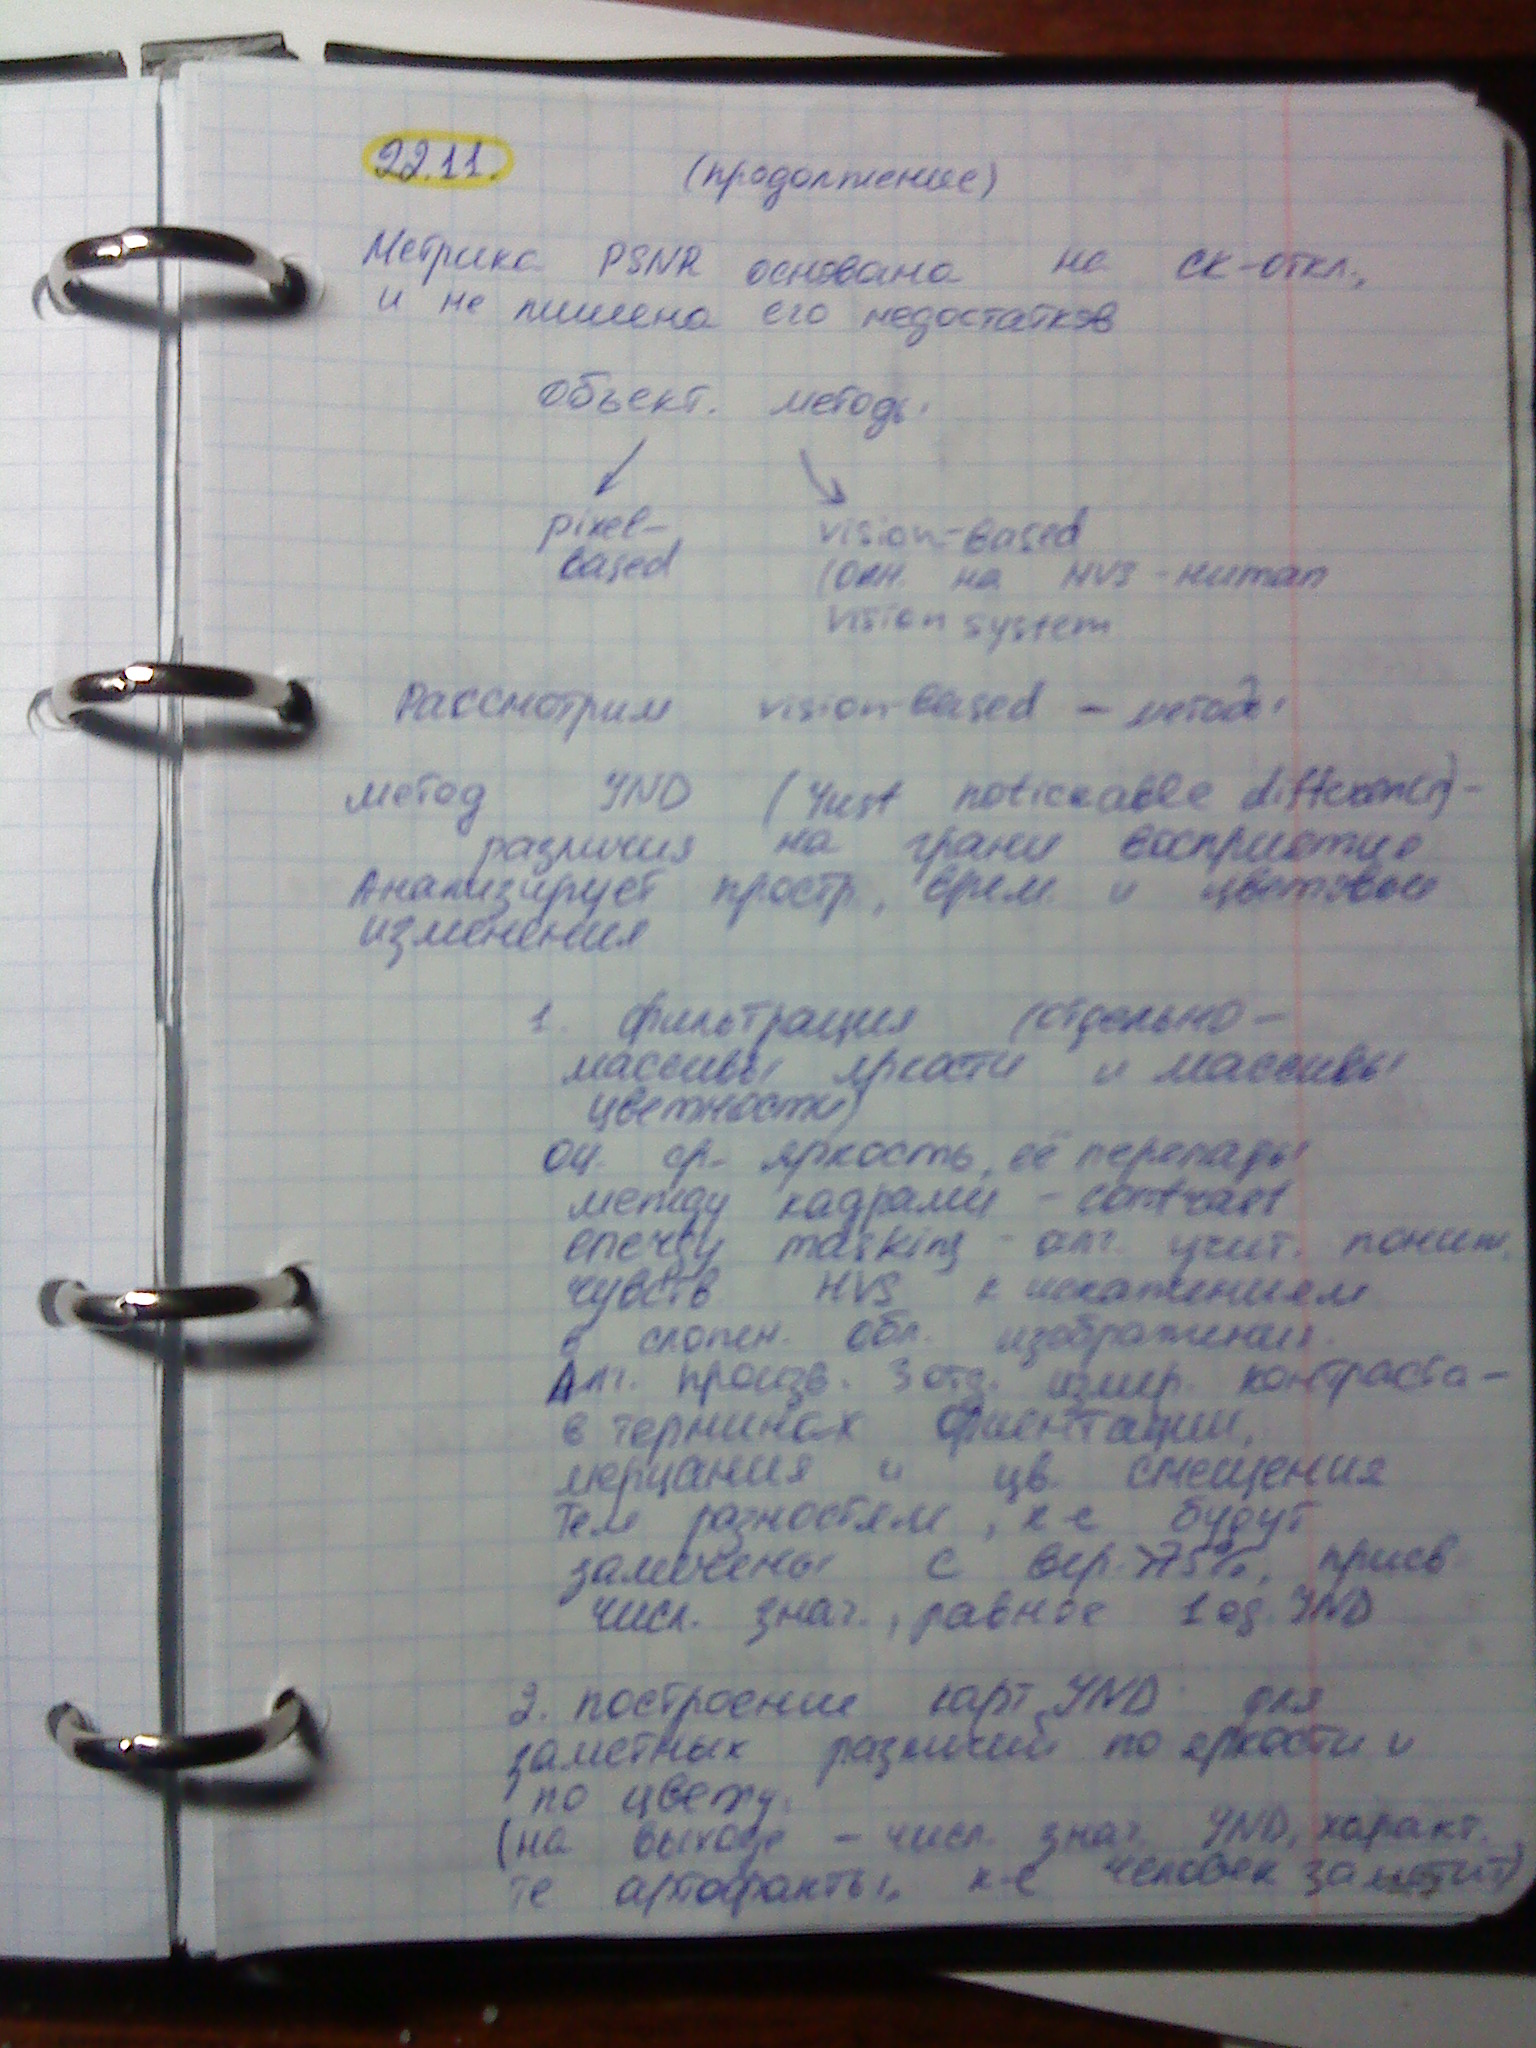 22.11. (продолжение)
Метрика PSNR основана на СК-откл.,
и не лишена его недостатков
объект. методы
pixel-
based
vision-based
(осн. на HVS - human
vision system
Рассмотрим vision-based - методы
метод JND (Just noticeable difference) -
различия на грани восприятия
Анализирует простр., врем. и цветовые
изменения
1. Фильтрация (отдельно -
массивы яркости и массивы
цветности)
оц. ср. яркость, её перепады
между кадрами - contrast
energy masking - алг. учит. пониж.
чувств HVS к искажениям
в сложн. обл. изображения.
Алг. произв. 3 отд. измер. контраста -
в терминах ориентации,
мерцания и цв. смещения
Тем разностям, к-е будут
замечены с вер. >75%, присв.
числ. знач., равное 1 ед. JND
2. построение карт JND для
заметных различий по яркости и
по цвету.
(на выходе - числ. знач. JND, характ.
те артефакты, к-е человек заметит)